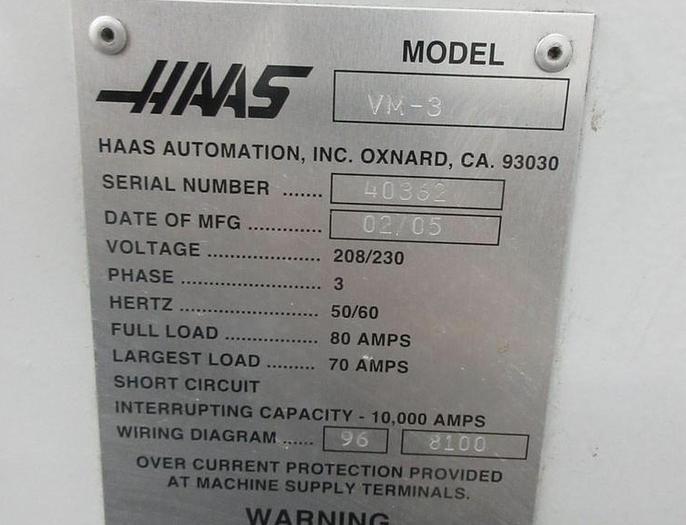 MODEL
HAAS VM-3
HAAS AUTOMATION, INC. OXNARD, CA. 93030
SERIAL NUMBER ....... 40362
DATE OF MFG ............. 02/05
VOLTAGE .................... 208/230
PHASE ......................... 3
HERTZ ......................... 50/60
FULL LOAD ................. 80 AMPS
LARGEST LOAD ......... 70 AMPS
SHORT CIRCUIT
INTERRUPTING CAPACITY - 10,000 AMPS
WIRING DIAGRAM ...... 96 8100
OVER CURRENT PROTECTION PROVIDED
AT MACHINE SUPPLY TERMINALS.
WARNING